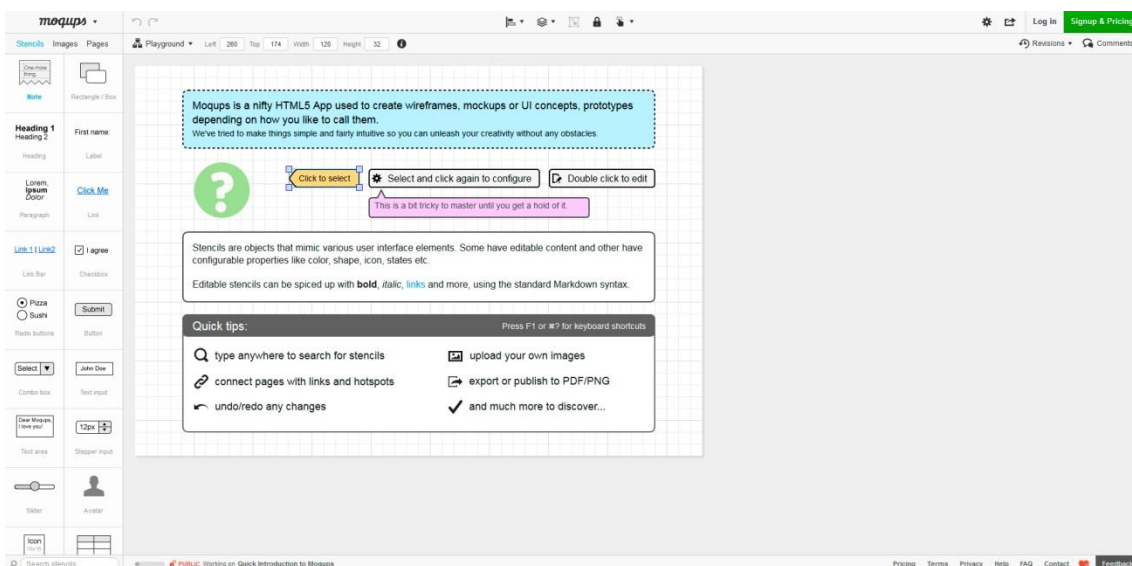 moqups
Log in
Signup & Pricing
Stencils Images Pages
Playground Left 260 Top 174 Width 120 Height 32
Revisions
Comments
One more
thing...
Note
Rectangle / Box
Heading 1
Heading 2
Heading
First name:
Label
Lorem,
Ipsum
Dolor
Paragraph
Click Me
Link
Link 1 | Link2
Link Bar
I agree
Checkbox
Pizza
Sushi
Radio buttons
Submit
Button
Select
Combo box
John Doe
Text input
Dear Moqups,
I love you!
Text area
12px
Stepper input
Slider
Avatar
Icon
Search stencils
Moqups is a nifty HTML5 App used to create wireframes, mockups or UI concepts, prototypes
depending on how you like to call them.
We've tried to make things simple and fairly intuitive so you can unleash your creativity without any obstacles.
?
Click to select
Select and click again to configure
Double click to edit
This is a bit tricky to master until you get a hold of it.
Stencils are objects that mimic various user interface elements. Some have editable content and other have
configurable properties like color, shape, icon, states etc.
Editable stencils can be spiced up with bold, italic, links and more, using the standard Markdown syntax.
Quick tips:
Press F1 or ⌘? for keyboard shortcuts
type anywhere to search for stencils
upload your own images
connect pages with links and hotspots
export or publish to PDF/PNG
undo/redo any changes
and much more to discover...
PUBLIC Working on Quick Introduction to Moqups
Pricing Terms Privacy Help FAQ Contact
Feedback